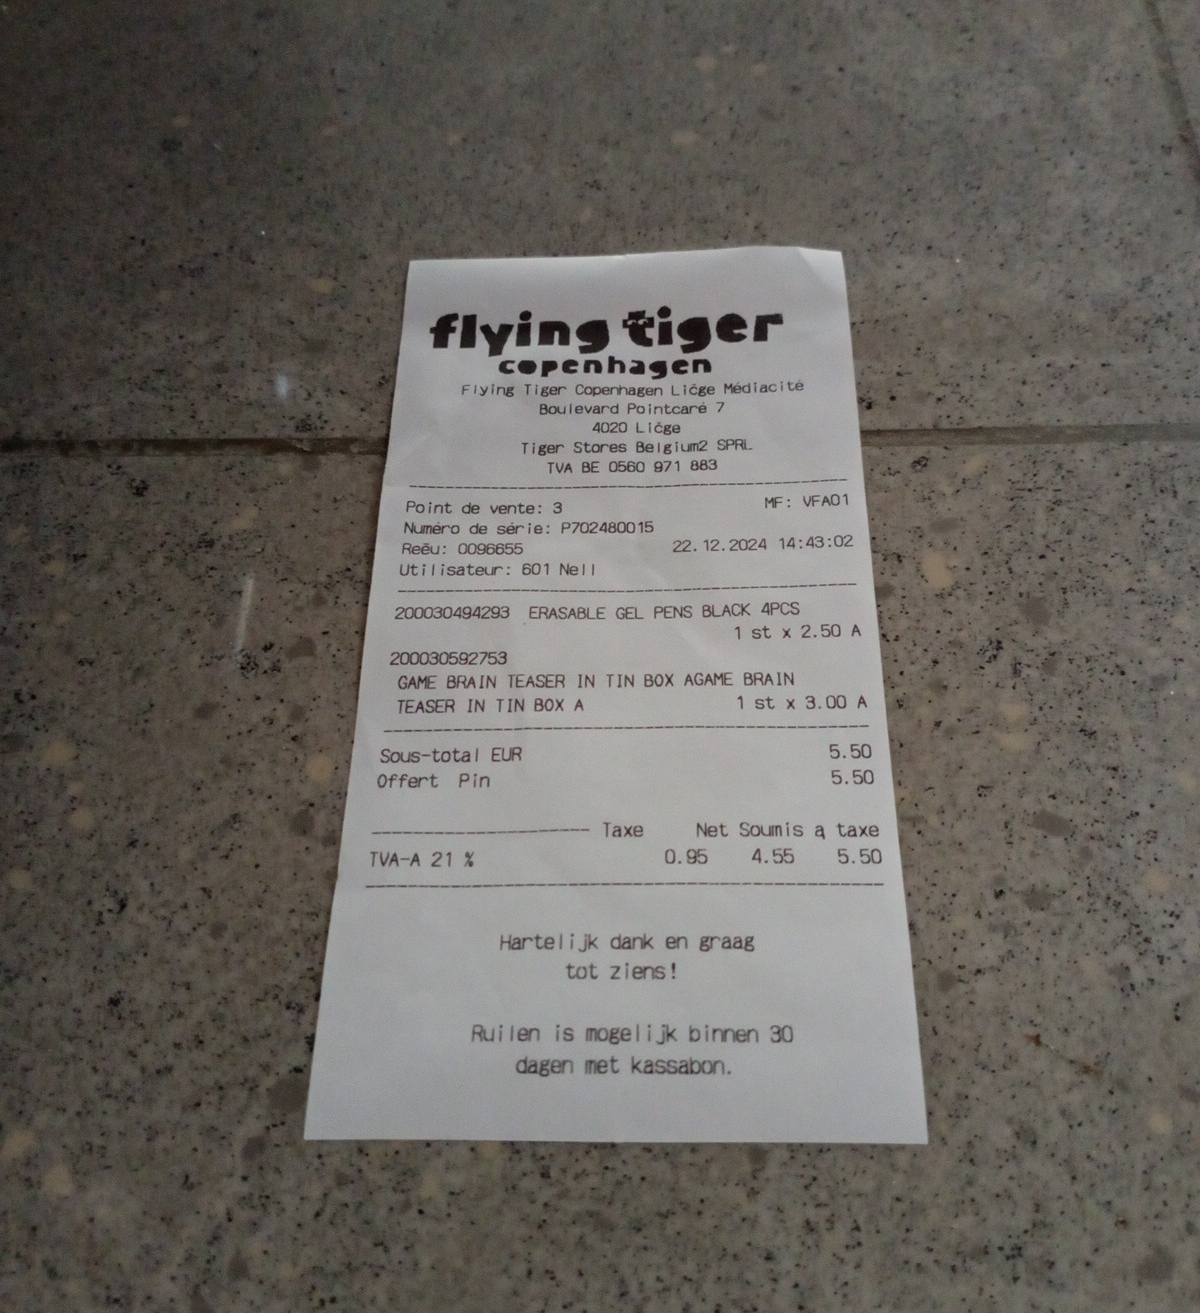 flying tiger
copenhagen
Flying Tiger CopenhagenLičge Médiacité
Boulevard Pointcaré 7
4020 Ličge
Tiger Stores Belgium2 SPRL
TVA BE 0560 971 883
Point de vente: 3 MF: VFA01
Numéro de série: P702480015
Reëu: 0096655 22.12.2024 14:43:02
Utilisateur: 601 Nell
200030494293 ERASABLE GEL PENS BLACK 4PCS
1 st x 2.50 A
200030592753
GAME BRAIN TEASER IN TIN BOX AGAME BRAIN
TEASER IN TIN BOX A 1 st x 3.00 A
Sous-total EUR 5.50
Offert Pin 5.50
Taxe Net Soumis ą taxe
TVA-A 21 % 0.95 4.55 5.50
Hartelijk dank en graag
tot ziens!
Ruilen is mogelijk binnen 30
dagen met kassabon.